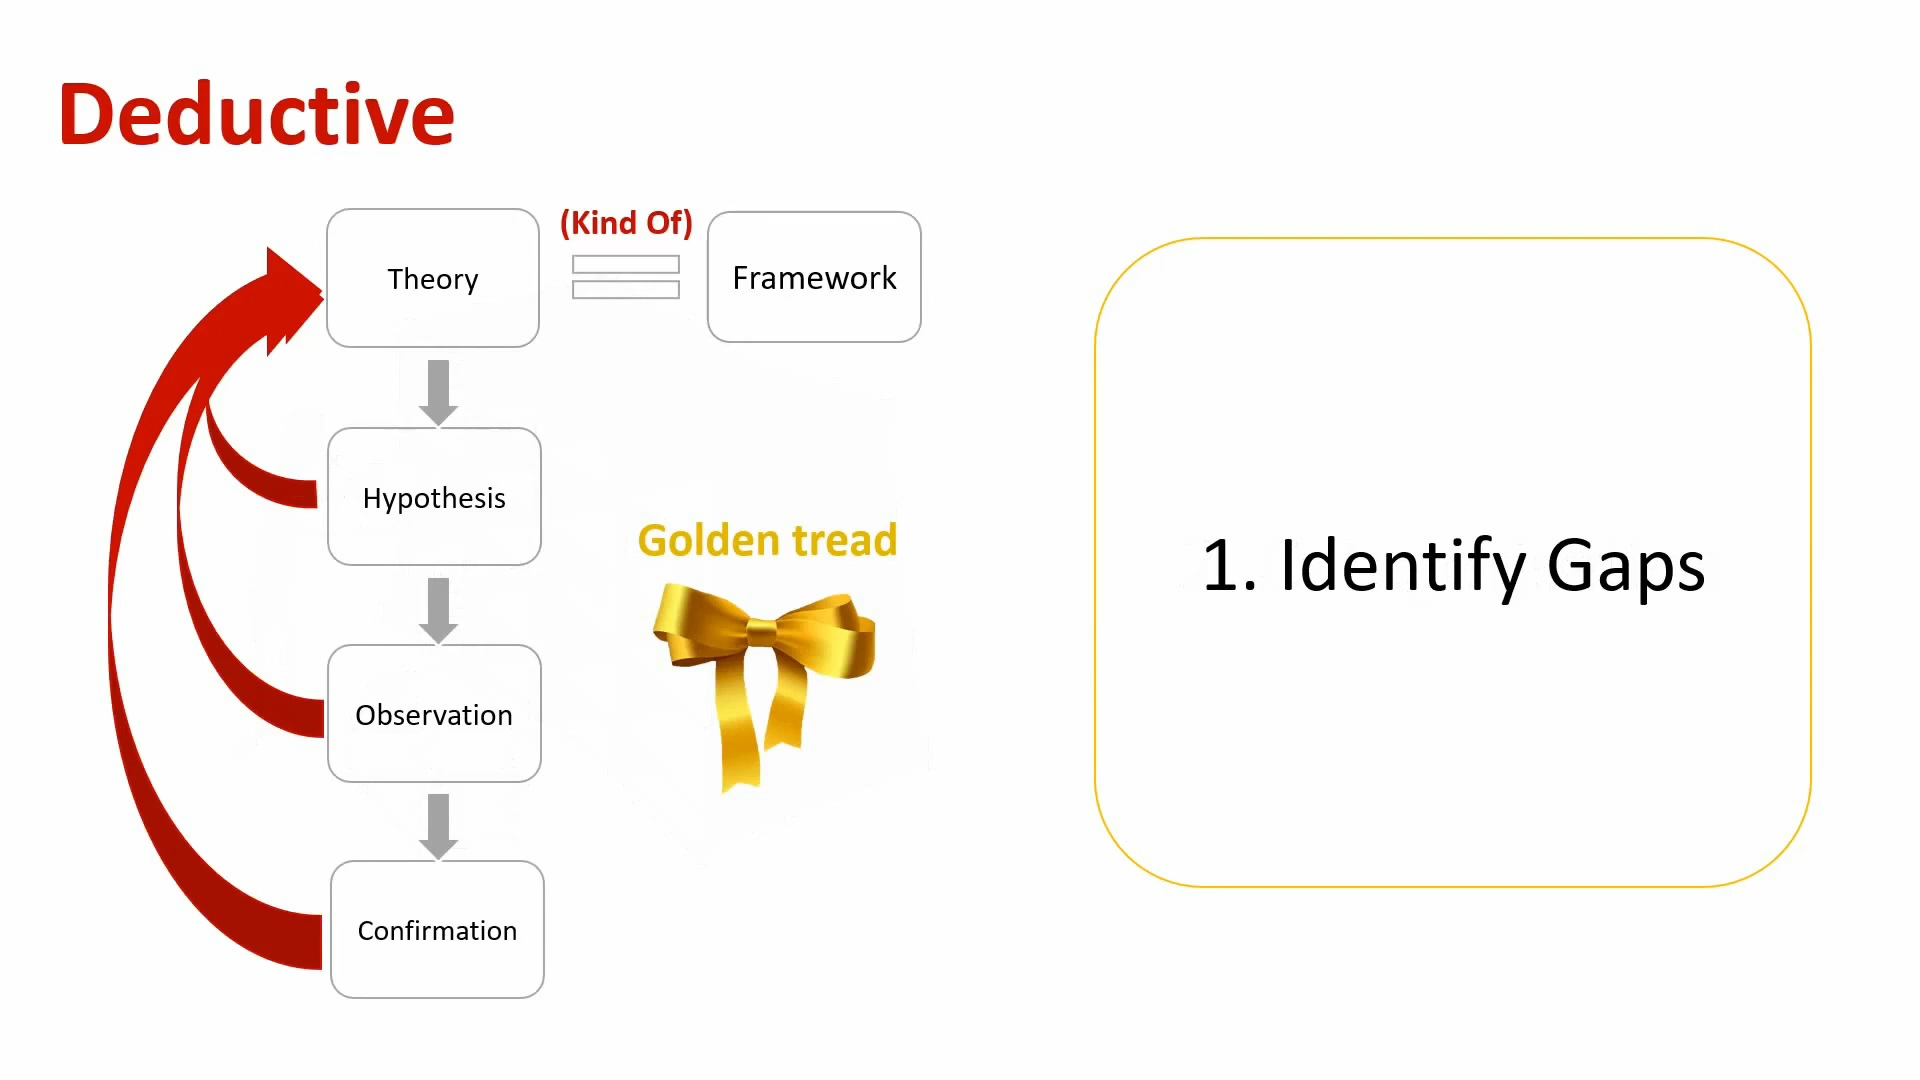 Deductive
Theory
(Kind Of)
Framework
Hypothesis
Golden tread
Observation
Confirmation
1. Identify Gaps